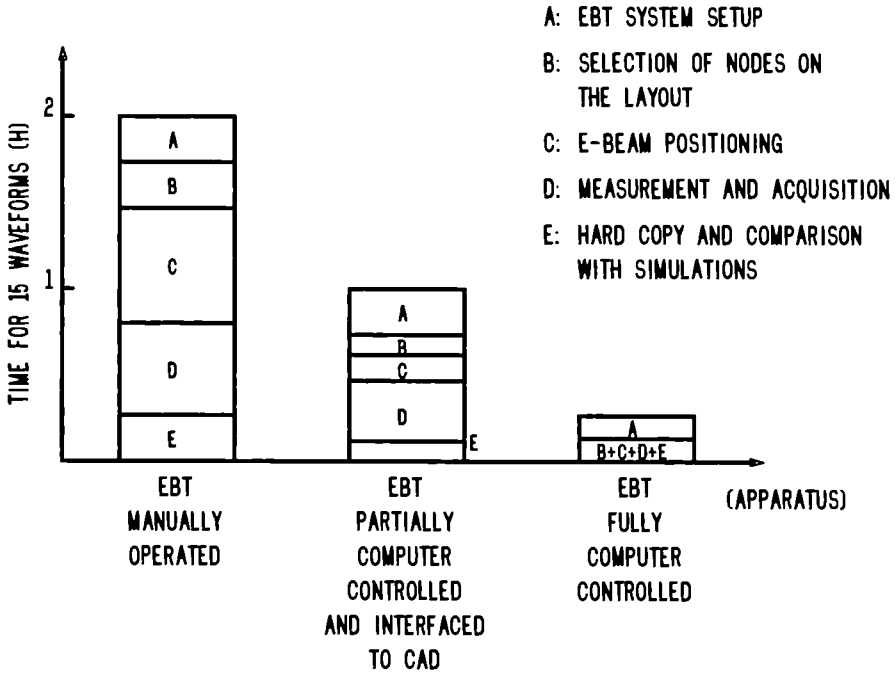 A: EBT SYSTEM SETUP
B: SELECTION OF NODES ON
THE LAYOUT
C: E-BEAM POSITIONING
D: MEASUREMENT AND ACQUISITION
E: HARD COPY AND COMPARISON
WITH SIMULATIONS
TIME FOR 15 WAVEFORMS (H)
2
1
A
B
C
D
E
A
B
C
D
E
A
B+C+D+E
EBT
MANUALLY
OPERATED
EBT
PARTIALLY
COMPUTER
CONTROLLED
AND INTERFACED
TO CAD
EBT
FULLY
COMPUTER
CONTROLLED
(APPARATUS)